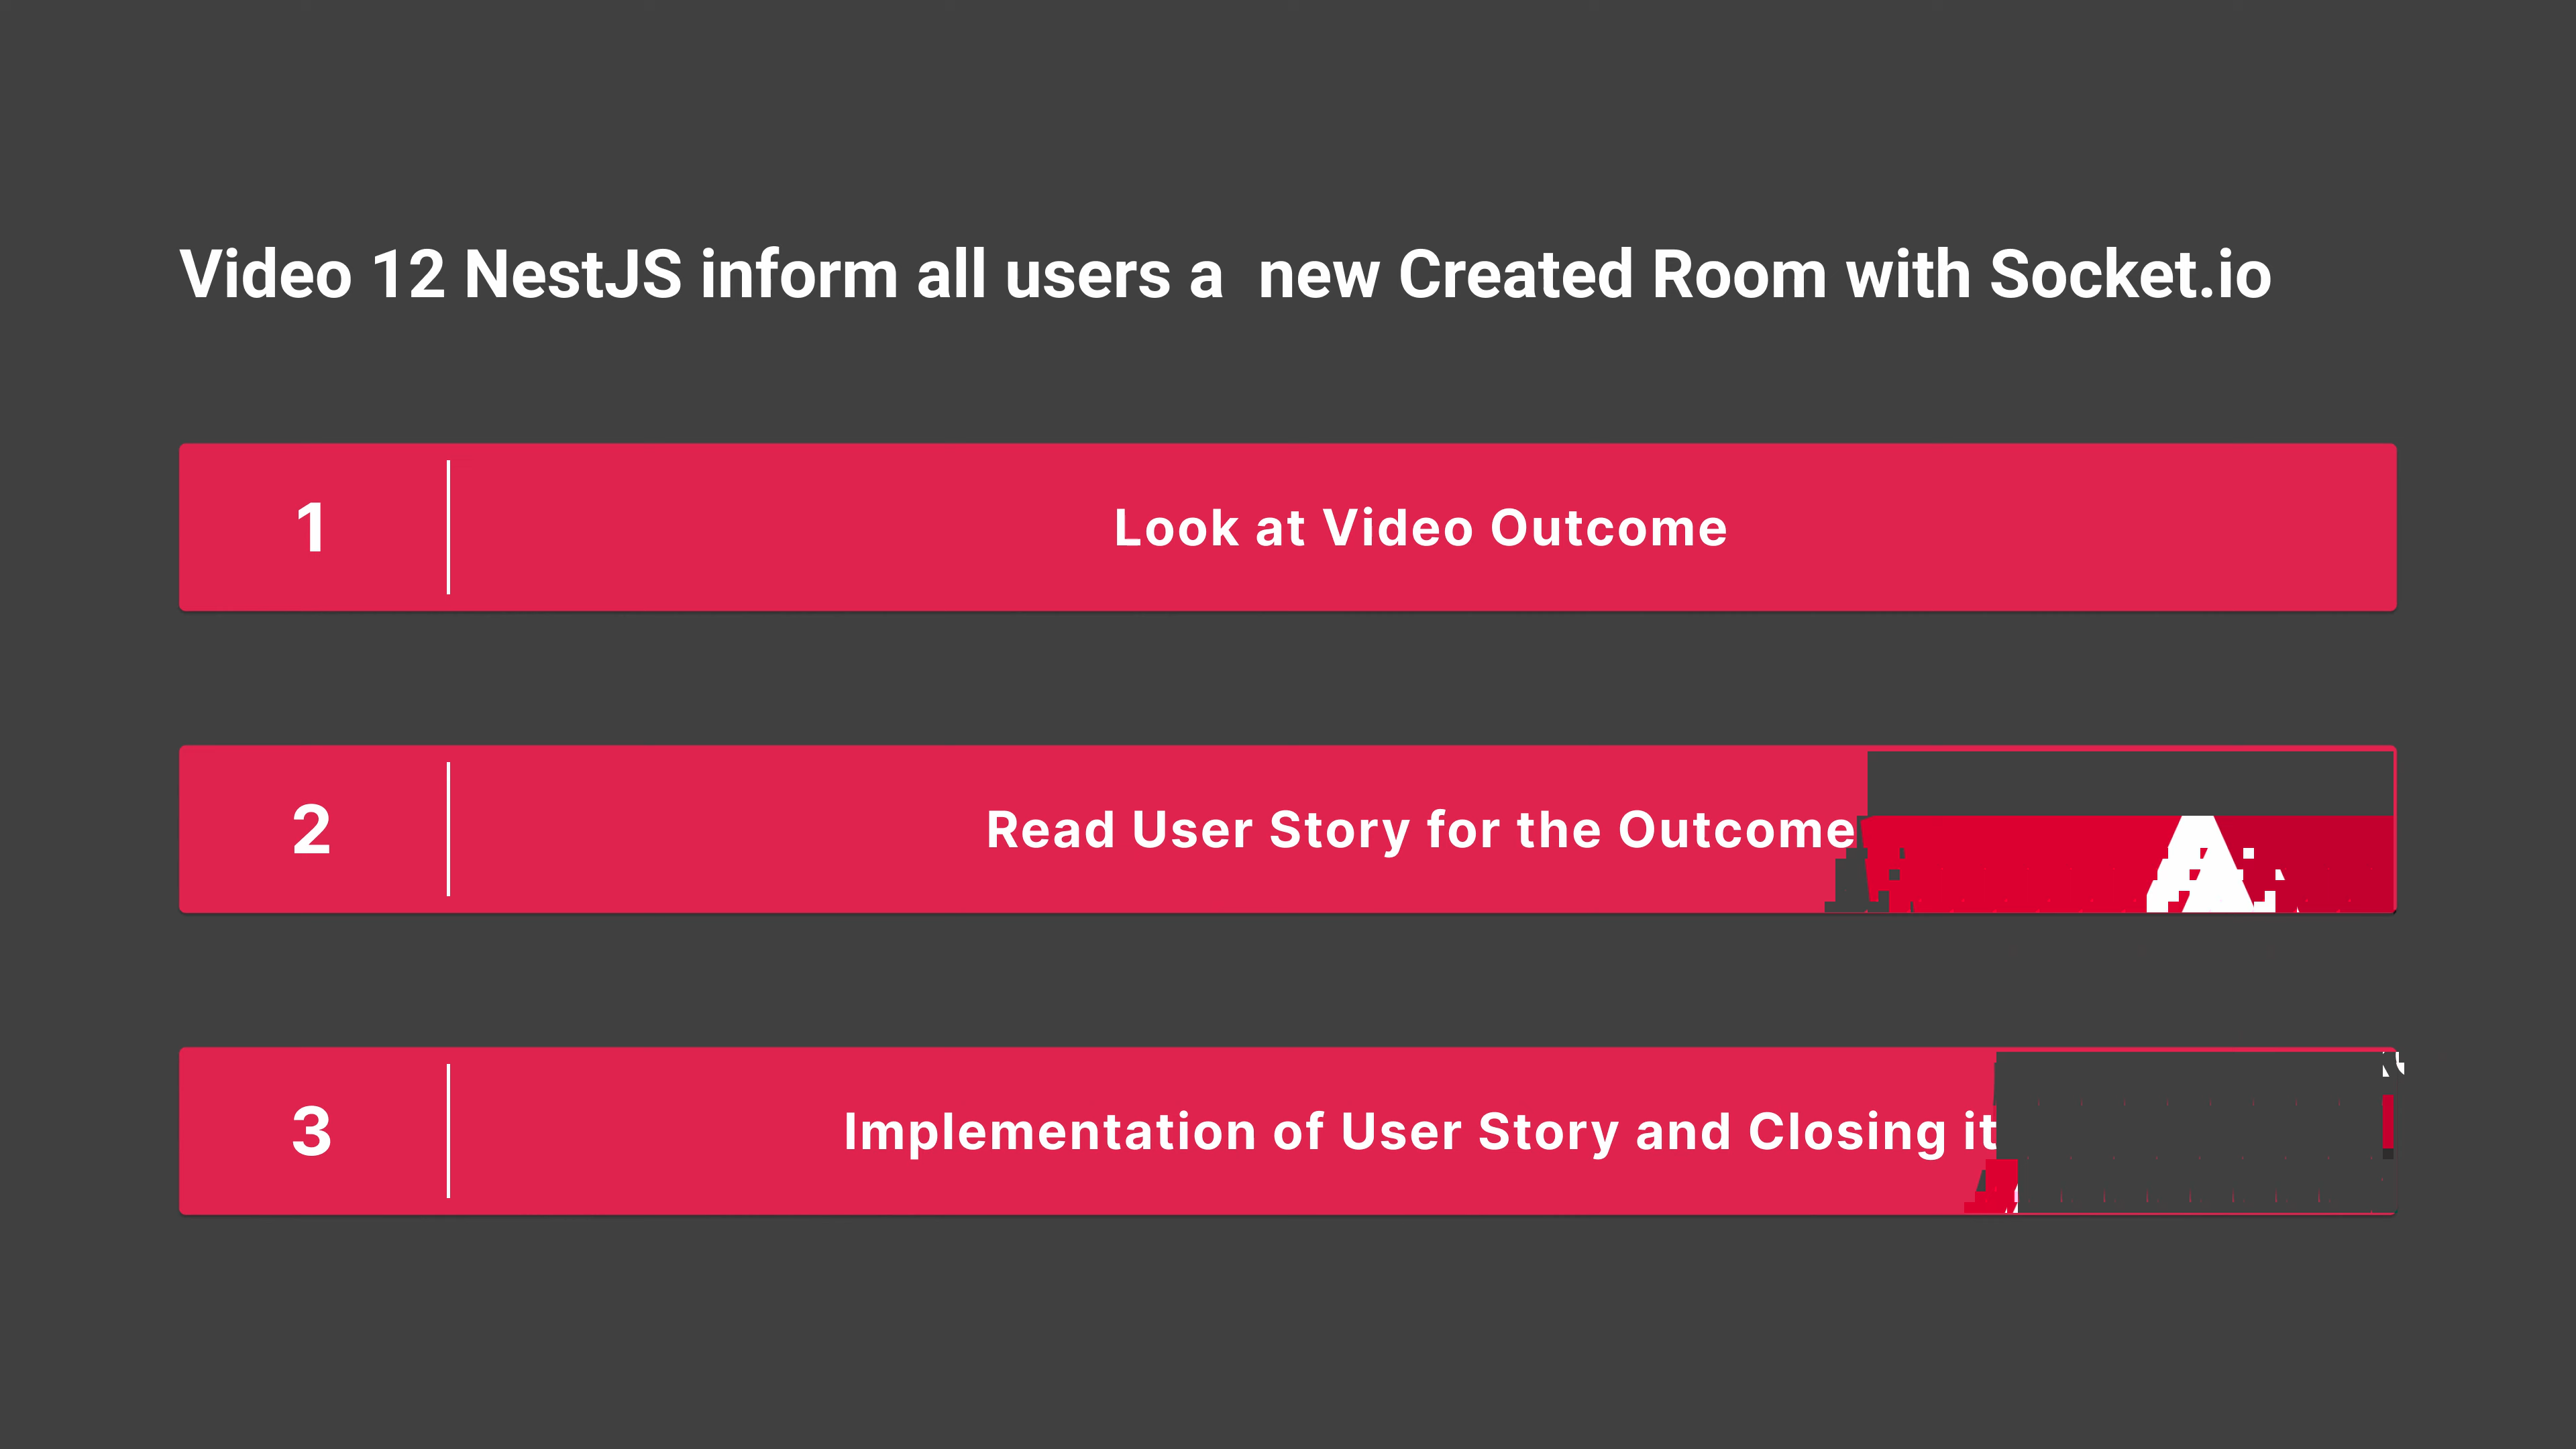 Video 12 NestJS inform all users a  new Created Room with Socket.io
1
Look at Video Outcome
2
Read User Story for the Outcome
3
Implementation of User Story and Closing it